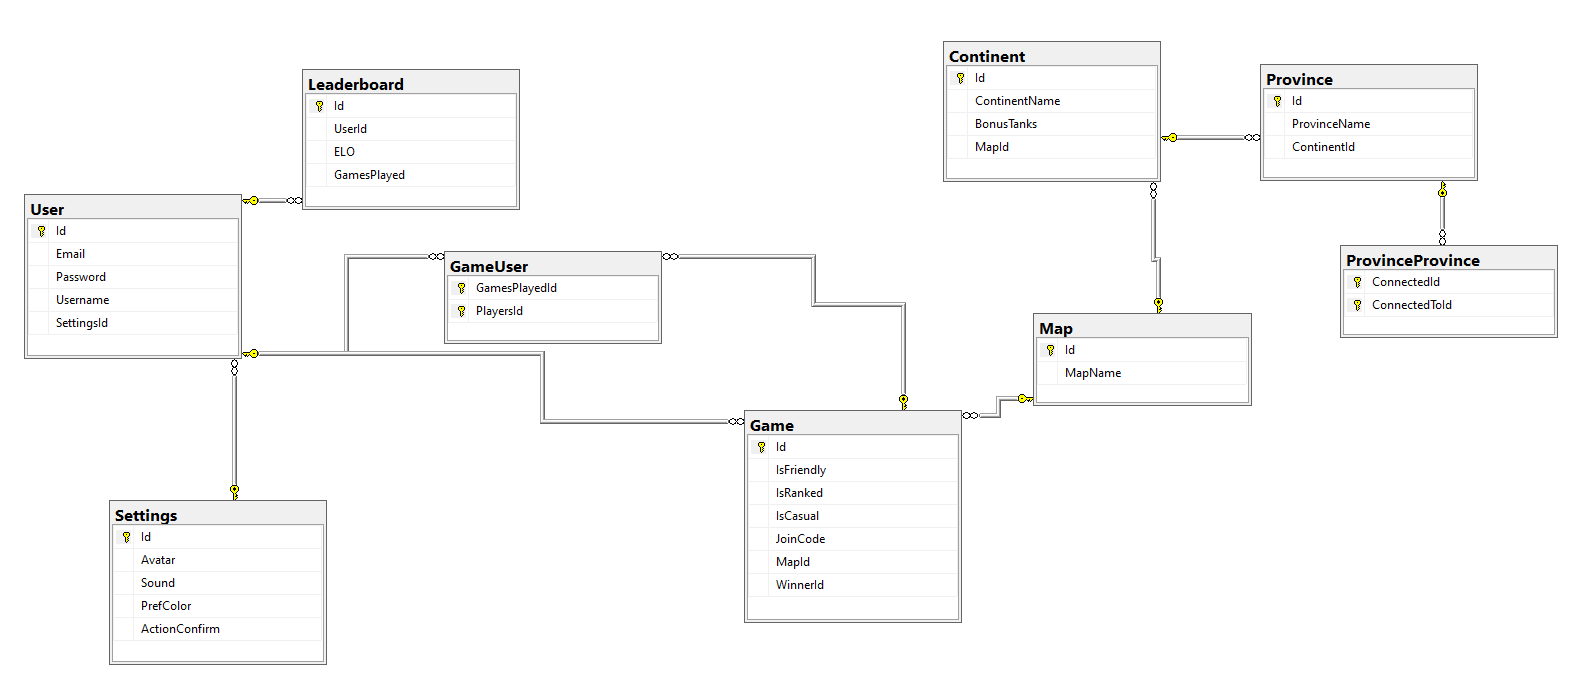 Leaderboard
Id
UserId
ELO
GamesPlayed
User
Id
Email
Password
Username
SettingsId
GameUser
GamesPlayedId
PlayersId
Settings
Id
Avatar
Sound
PrefColor
ActionConfirm
Game
Id
IsFriendly
IsRanked
IsCasual
JoinCode
MapId
WinnerId
Continent
Id
ContinentName
BonusTanks
MapId
Province
Id
ProvinceName
ContinentId
ProvinceProvince
ConnectedId
ConnectedToId
Map
Id
MapName